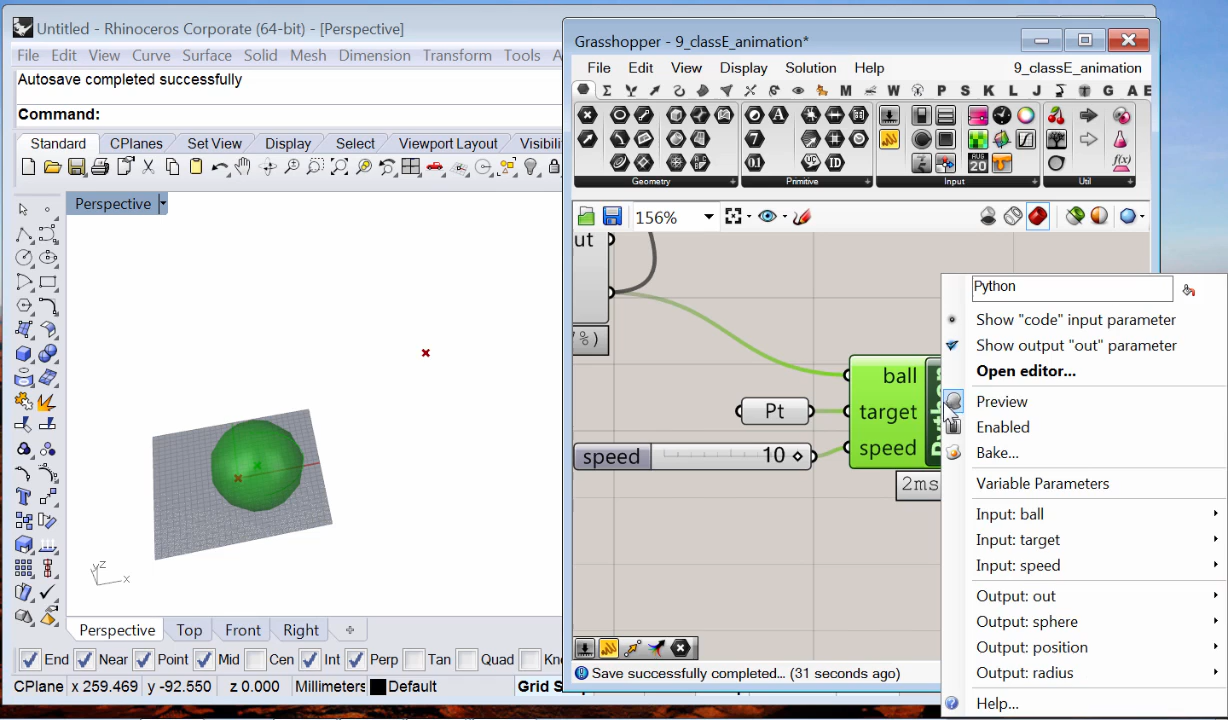 Untitled - Rhinoceros Corporate (64-bit) - [Perspective]
File Edit View Curve Surface Solid Mesh Dimension Transform Tools A
Autosave completed successfully
Command:
Standard CPlanes Set View Display Select Viewport Layout Visibili
Perspective
z
y
x
Perspective Top Front Right
End Near Point Mid Cen Int Perp Tan Quad Kno
CPlane x 259.469 y -92.550 z 0.000 Millimeters Default Grid S
Grasshopper - 9_classE_animation*
File Edit View Display Solution Help 9_classE_animation
M W P S K L J G A E
Geometry Primitive Input Util
156%
ut
%)
ball
Pt target
speed 10 speed
2ms
Save successfully completed... (31 seconds ago)
Python
Show "code" input parameter
Show output "out" parameter
Open editor...
Preview
Enabled
Bake...
Variable Parameters
Input: ball
Input: target
Input: speed
Output: out
Output: sphere
Output: position
Output: radius
Help...